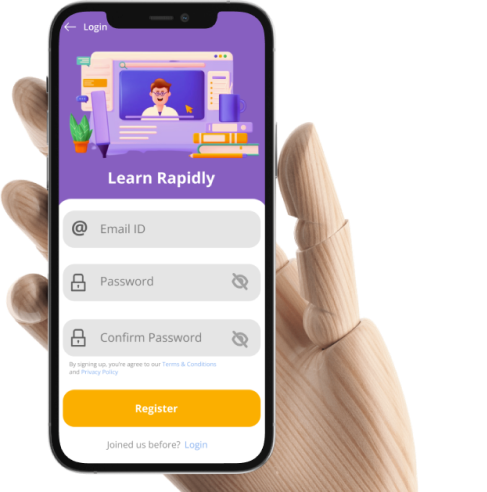 Login
Learn Rapidly
@ Email ID
Password
Confirm Password
By signing up, you're agree to our Terms & Conditions
and Privacy Policy
Register
Joined us before? Login